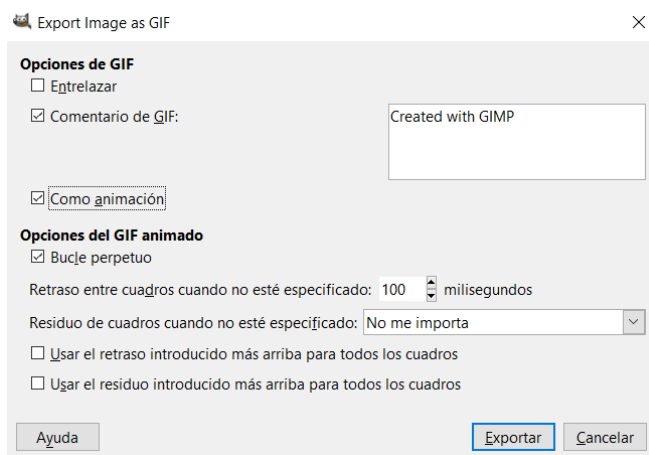 Export Image as GIF
Opciones de GIF
Entrelazar
Comentario de GIF:
Created with GIMP
Como animación
Opciones del GIF animado
Bucle perpetuo
Retraso entre cuadros cuando no esté especificado: 100 milisegundos
Residuo de cuadros cuando no esté especificado: No me importa
Usar el retraso introducido más arriba para todos los cuadros
Usar el residuo introducido más arriba para todos los cuadros
Ayuda
Exportar
Cancelar